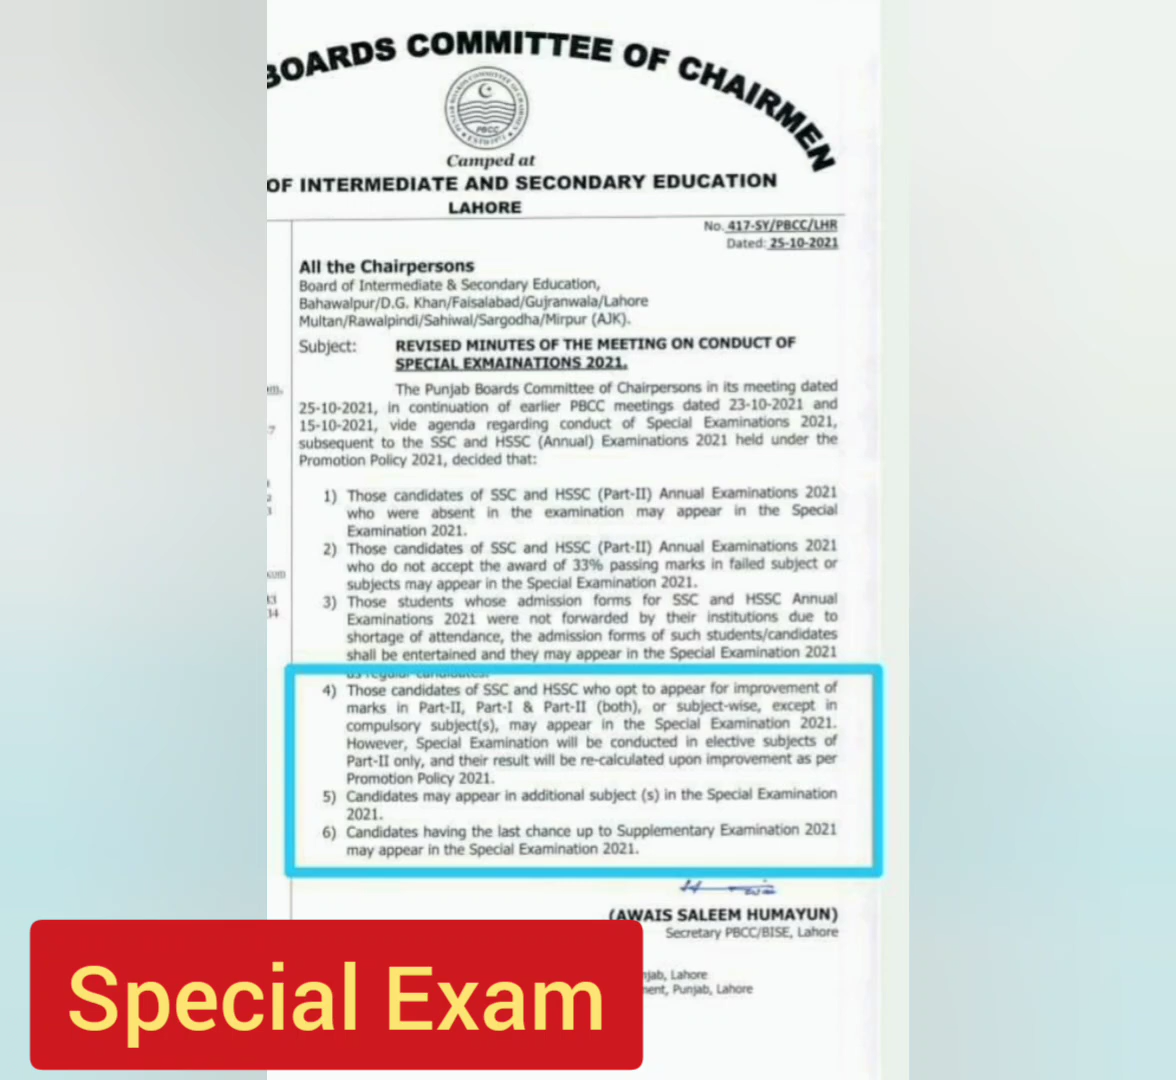 BOARDS COMMITTEE OF CHAIRMEN
PBCC
Camped at
OF INTERMEDIATE AND SECONDARY EDUCATION
LAHORE
No. 417-SY/PBCC/LHR
Dated: 25-10-2021
All the Chairpersons
Board of Intermediate & Secondary Education,
Bahawalpur/D.G. Khan/Faisalabad/Gujranwala/Lahore
Multan/Rawalpindi/Sahiwal/Sargodha/Mirpur (AJK).
Subject: REVISED MINUTES OF THE MEETING ON CONDUCT OF
SPECIAL EXMAINATIONS 2021.
The Punjab Boards Committee of Chairpersons in its meeting dated
25-10-2021, in continuation of earlier PBCC meetings dated 23-10-2021 and
15-10-2021, vide agenda regarding conduct of Special Examinations 2021,
subsequent to the SSC and HSSC (Annual) Examinations 2021 held under the
Promotion Policy 2021, decided that:
1) Those candidates of SSC and HSSC (Part-II) Annual Examinations 2021
who were absent in the examination may appear in the Special
Examination 2021.
2) Those candidates of SSC and HSSC (Part-II) Annual Examinations 2021
who do not accept the award of 33% passing marks in failed subject or
subjects may appear in the Special Examination 2021.
3) Those students whose admission forms for SSC and HSSC Annual
Examinations 2021 were not forwarded by their institutions due to
shortage of attendance, the admission forms of such students/candidates
shall be entertained and they may appear in the Special Examination 2021
as regular candidates.
4) Those candidates of SSC and HSSC who opt to appear for improvement of
marks in Part-II, Part-I & Part-II (both), or subject-wise, except in
compulsory subject(s), may appear in the Special Examination 2021.
However, Special Examination will be conducted in elective subjects of
Part-II only, and their result will be re-calculated upon improvement as per
Promotion Policy 2021.
5) Candidates may appear in additional subject (s) in the Special Examination
2021.
6) Candidates having the last chance up to Supplementary Examination 2021
may appear in the Special Examination 2021.
(AWAIS SALEEM HUMAYUN)
Secretary PBCC/BISE, Lahore
njab, Lahore
ment, Punjab, Lahore
Special Exam